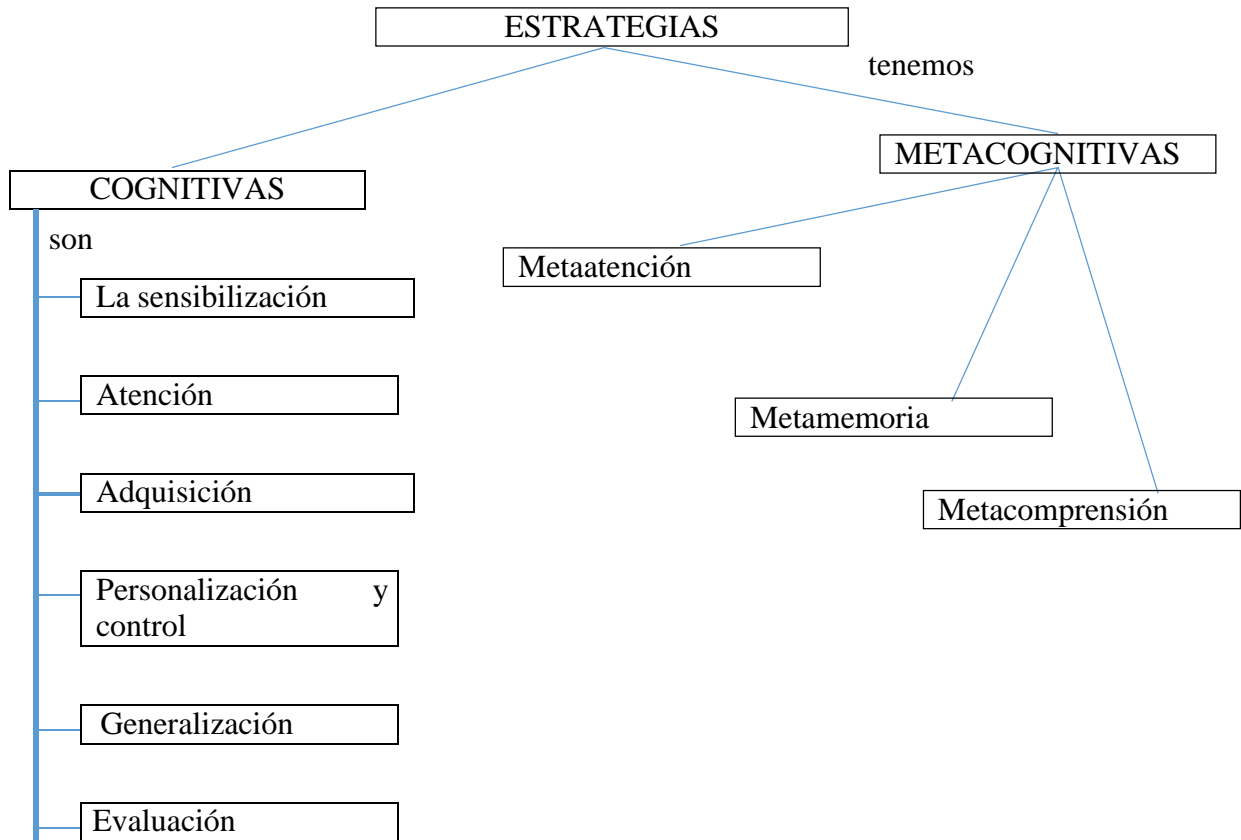 ESTRATEGIAS
tenemos
METACOGNITIVAS
COGNITIVAS
son
Metaatención
La sensibilización
Atención
Metamemoria
Adquisición
Metacomprensión
Personalización y
control
Generalización
Evaluación